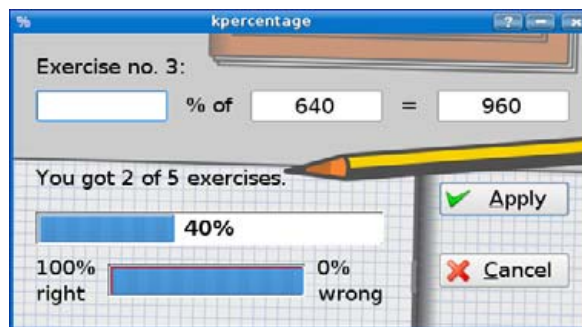 % kpercentage ? – ×
Exercise no. 3:
% of 640 = 960
You got 2 of 5 exercises.
40%
100% right
0% wrong
Apply
Cancel